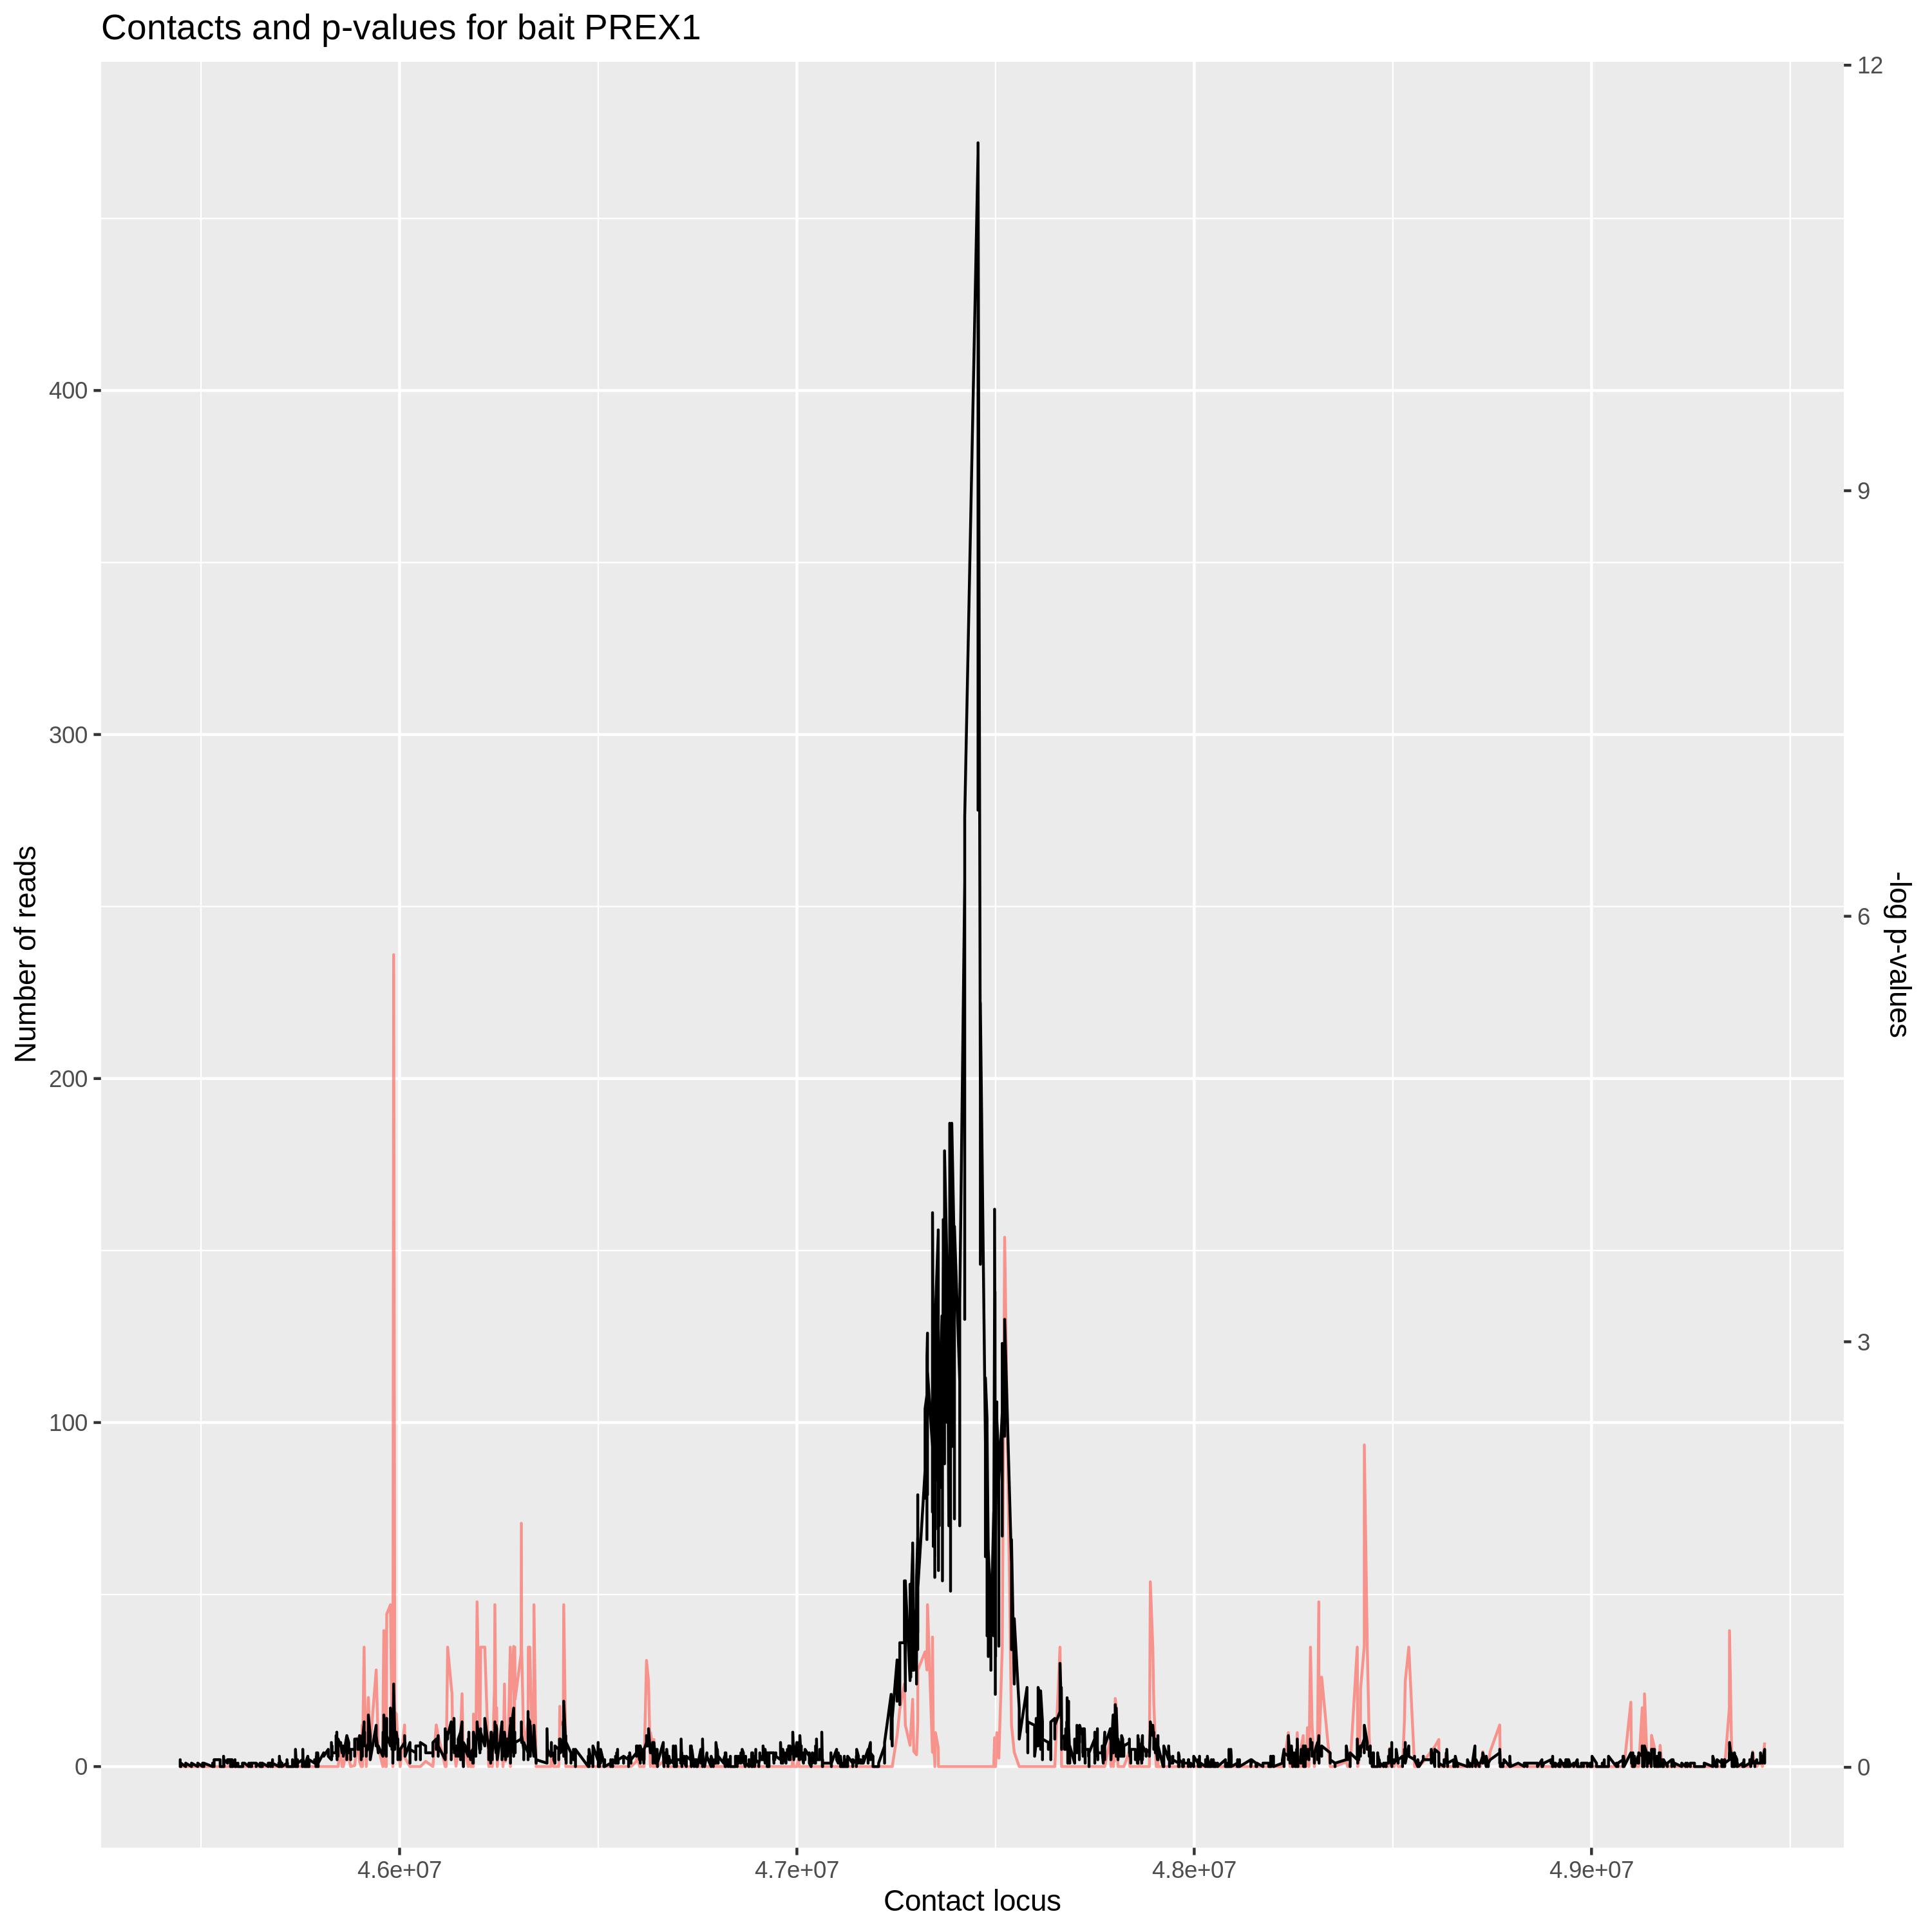 Contacts and p-values for bait PREX1
12
9
6
3
0
-log p-values
400
300
200
100
0
Number of reads
4.6e+07
4.7e+07
4.8e+07
4.9e+07
Contact locus